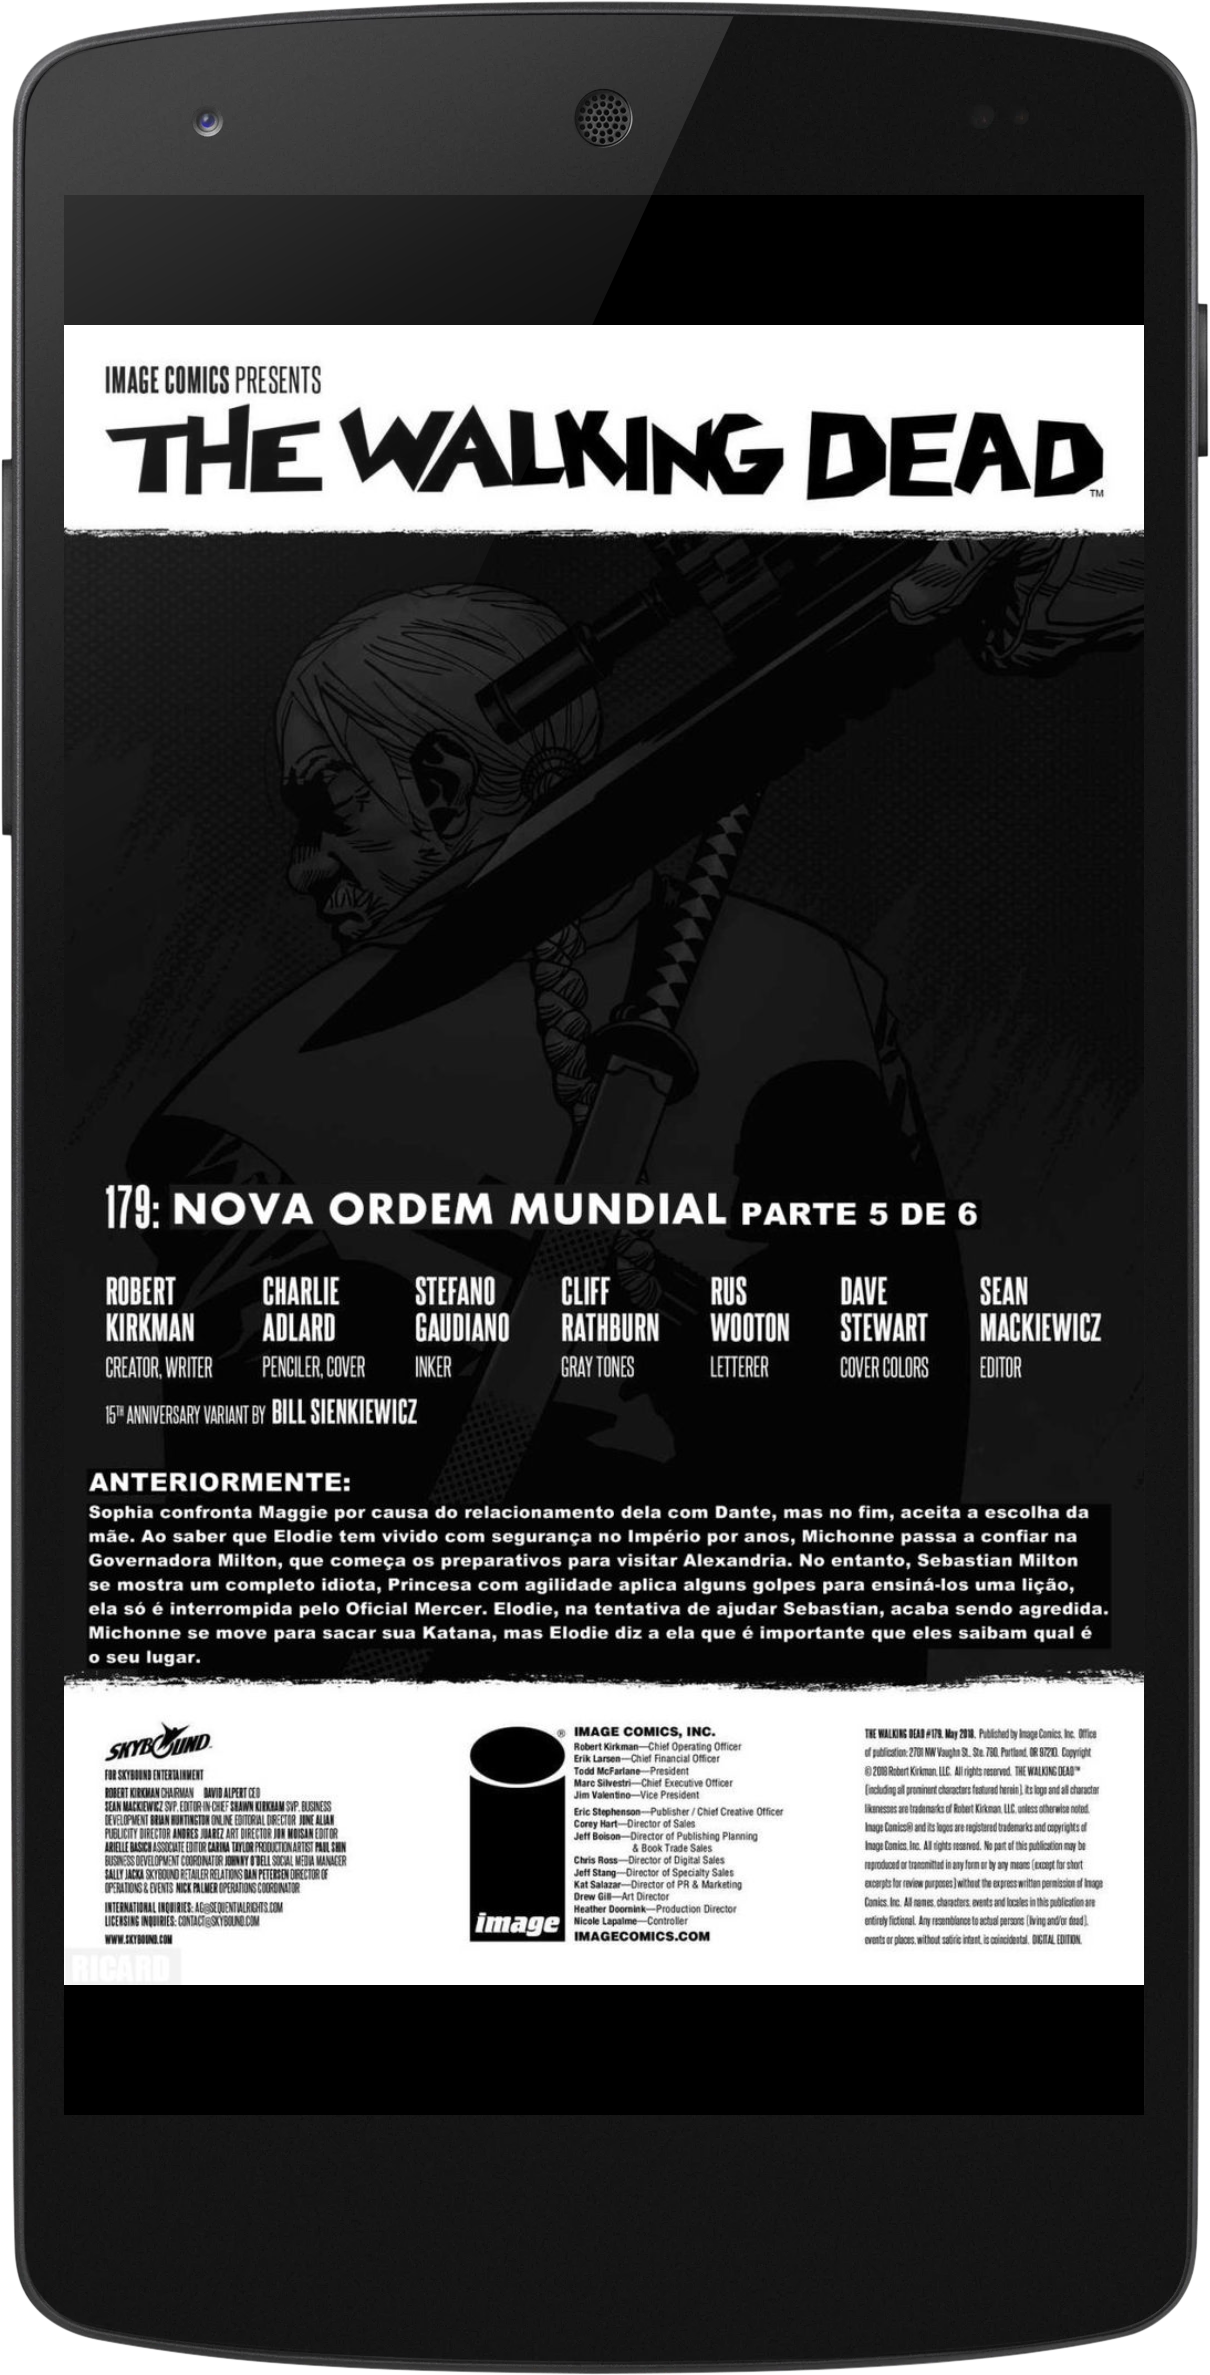 IMAGE COMICS PRESENTS
THE WALKING DEAD™
179: NOVA ORDEM MUNDIAL PARTE 5 DE 6
ROBERT KIRKMAN
CREATOR, WRITER
CHARLIE ADLARD
PENCILER, COVER
STEFANO GAUDIANO
INKER
CLIFF RATHBURN
GRAY TONES
RUS WOOTON
LETTERER
DAVE STEWART
COVER COLORS
SEAN MACKIEWICZ
EDITOR
15TH ANNIVERSARY VARIANT BY BILL SIENKIEWICZ
ANTERIORMENTE:
Sophia confronta Maggie por causa do relacionamento dela com Dante, mas no fim, aceita a escolha da
mãe. Ao saber que Elodie tem vivido com segurança no Império por anos, Michonne passa a confiar na
Governadora Milton, que começa os preparativos para visitar Alexandria. No entanto, Sebastian Milton
se mostra um completo idiota, Princesa com agilidade aplica alguns golpes para ensiná-los uma lição,
ela só é interrompida pelo Oficial Mercer. Elodie, na tentativa de ajudar Sebastian, acaba sendo agredida.
Michonne se move para sacar sua Katana, mas Elodie diz a ela que é importante que eles saibam qual é
o seu lugar.
SKYBOUND.
FOR SKYBOUND ENTERTAINMENT
ROBERT KIRKMAN CHAIRMAN DAVID ALPERT CEO
SEAN MACKIEWICZ SVP, EDITOR-IN-CHIEF SHAWN KIRKHAM SVP, BUSINESS
DEVELOPMENT BRIAN HUNTINGTON ONLINE EDITORIAL DIRECTOR JUNE ALIAN
PUBLICITY DIRECTOR ANDRES JUAREZ ART DIRECTOR JON MOISAN EDITOR
ARIELLE BASICH ASSOCIATE EDITOR CARINA TAYLOR PRODUCTION ARTIST PAUL SHIN
BUSINESS DEVELOPMENT COORDINATOR JOHNNY O'DELL SOCIAL MEDIA MANAGER
SALLY JACKA SKYBOUND RETAILER RELATIONS DAN PETERSEN DIRECTOR OF
OPERATIONS & EVENTS NICK PALMER OPERATIONS COORDINATOR
INTERNATIONAL INQUIRIES: AG@SEQUENTIALRIGHTS.COM
LICENSING INQUIRIES: CONTACT@SKYBOUND.COM
WWW.SKYBOUND.COM
RICARD
image®
IMAGE COMICS, INC.
Robert Kirkman—Chief Operating Officer
Erik Larsen—Chief Financial Officer
Todd McFarlane—President
Marc Silvestri—Chief Executive Officer
Jim Valentino—Vice President
Eric Stephenson—Publisher / Chief Creative Officer
Corey Hart—Director of Sales
Jeff Boison—Director of Publishing Planning
& Book Trade Sales
Chris Ross—Director of Digital Sales
Jeff Stang—Director of Specialty Sales
Kat Salazar—Director of PR & Marketing
Drew Gill—Art Director
Heather Doornink—Production Director
Nicole Lapalme—Controller
IMAGECOMICS.COM
THE WALKING DEAD #179. May 2018. Published by Image Comics, Inc. Office
of publication: 2701 NW Vaughn St., Ste. 780, Portland, OR 97210. Copyright
© 2018 Robert Kirkman, LLC. All rights reserved. THE WALKING DEAD™
(including all prominent characters featured herein), its logo and all character
likenesses are trademarks of Robert Kirkman, LLC, unless otherwise noted.
Image Comics® and its logos are registered trademarks and copyrights of
Image Comics, Inc. All rights reserved. No part of this publication may be
reproduced or transmitted in any form or by any means (except for short
excerpts for review purposes) without the express written permission of Image
Comics, Inc. All names, characters, events and locales in this publication are
entirely fictional. Any resemblance to actual persons (living and/or dead),
events or places, without satiric intent, is coincidental. DIGITAL EDITION.